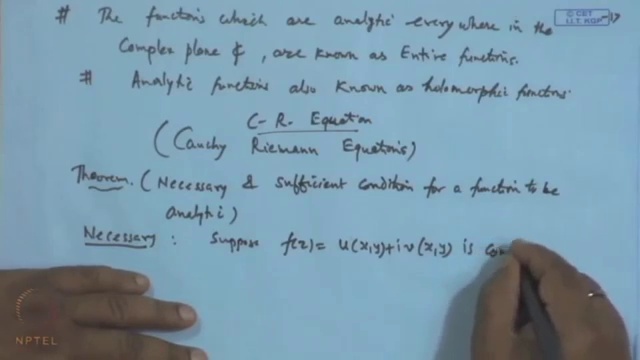 # The functions which are analytic everywhere in the
Complex plane ₵, are known as Entire functions.
# Analytic functions also known as holomorphic functions.
C-R. Equation
(Cauchy Riemann Equations)
Theorem. (Necessary & sufficient condition for a function to be
analytic)
Necessary : Suppose f(z) = u(x,y)+iv(x,y) is con
© CET
I.I.T. KGP
NPTEL